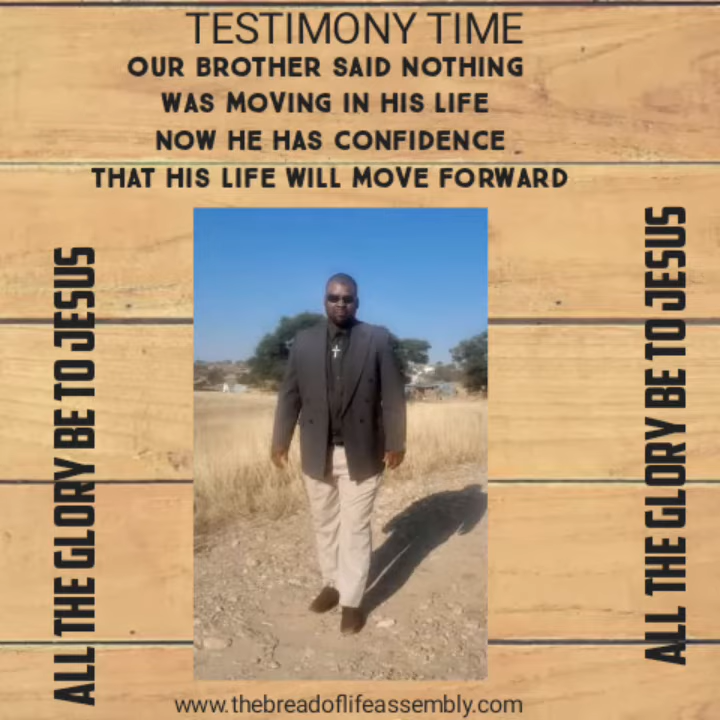 TESTIMONY TIME
OUR BROTHER SAID NOTHING
WAS MOVING IN HIS LIFE
NOW HE HAS CONFIDENCE
THAT HIS LIFE WILL MOVE FORWARD
ALL THE GLORY BE TO JESUS
ALL THE GLORY BE TO JESUS
www.thebreadoflifeassembly.com